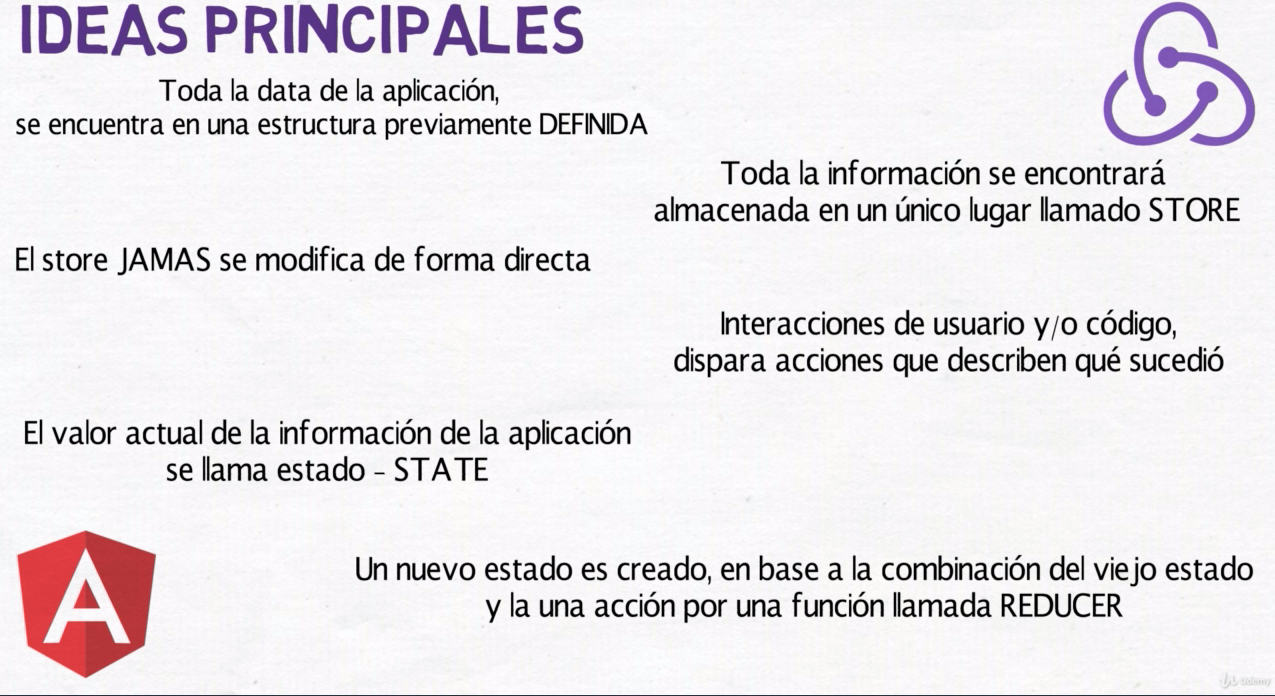 IDEAS PRINCIPALES
Toda la data de la aplicación,
se encuentra en una estructura previamente DEFINIDA
Toda la información se encontrará
almacenada en un único lugar llamado STORE
El store JAMAS se modifica de forma directa
Interacciones de usuario y/o código,
dispara acciones que describen qué sucedió
El valor actual de la información de la aplicación
se llama estado - STATE
Un nuevo estado es creado, en base a la combinación del viejo estado
y la una acción por una función llamada REDUCER
A
Udemy